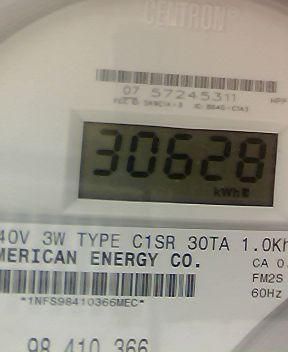 CENTRON®
07 57245311
30628
kWh
40V 3W TYPE C1SR 30TA 1.0Kh
MERICAN ENERGY CO.
GA 0.
FM2S
60Hz
*1NFS98410366MEC*
98 410 366